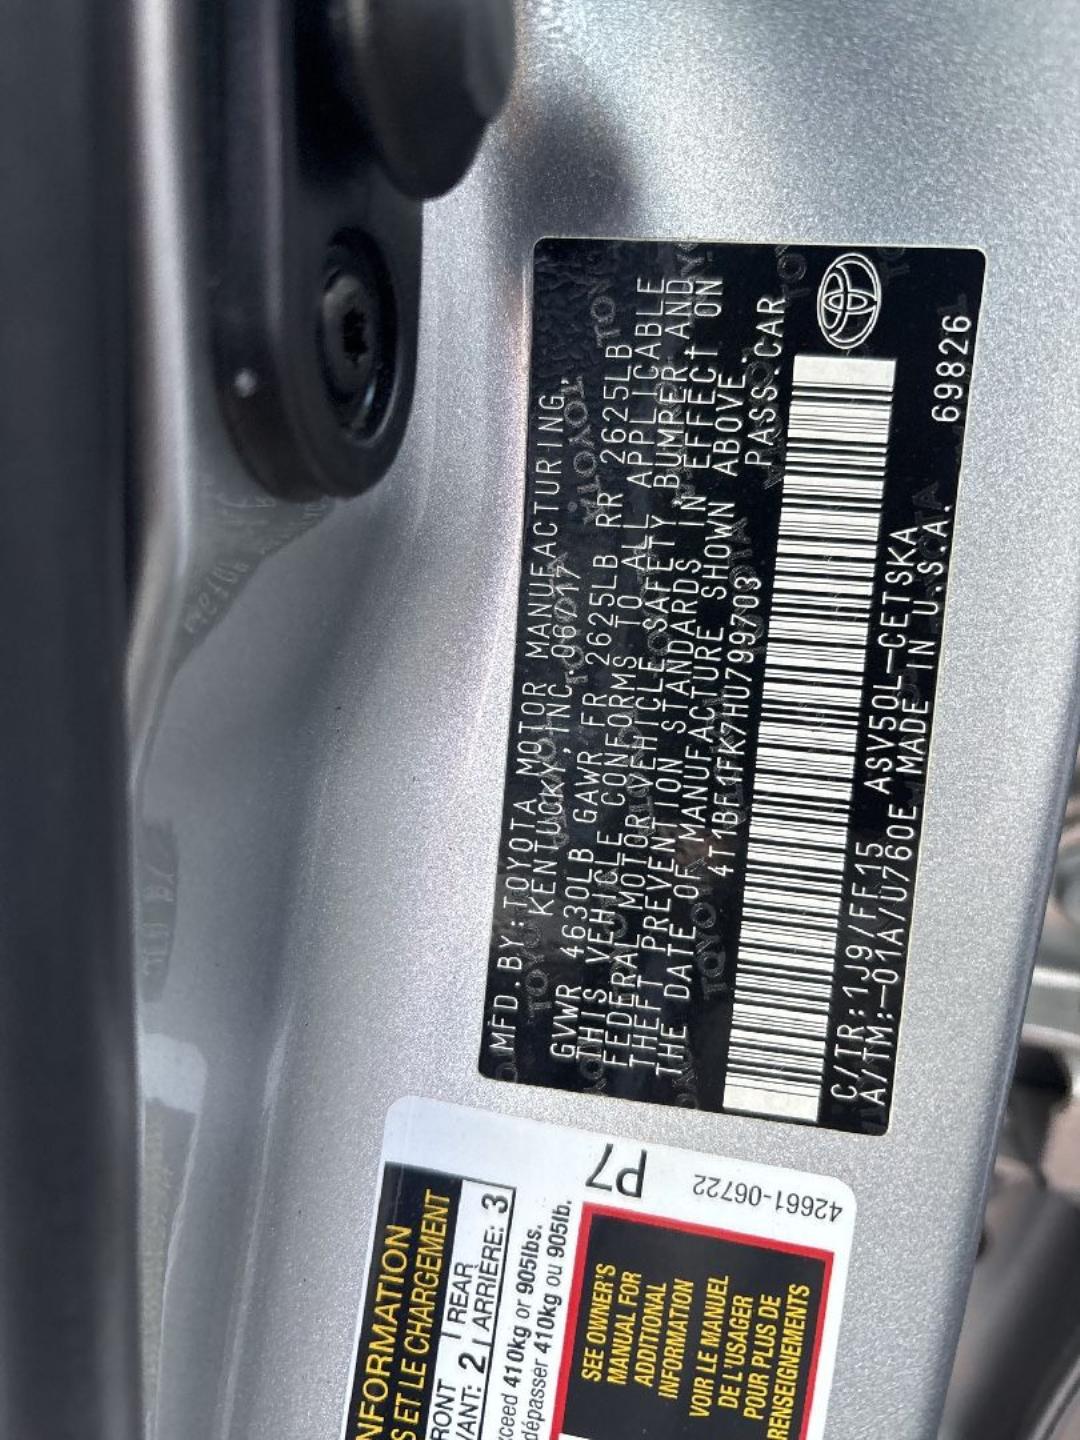 MFD.BY:TOYOTA MOTOR MANUFACTURING,
KENTUCKY,INC. 06/17
GVWR 4630LB GAWR FR 2625LB RR 2625LB
THIS VEHICLE CONFORMS TO ALL APPLICABLE
FEDERAL MOTOR VEHICLE SAFETY, BUMPER AND
THEFT PREVENTION STANDARDS IN EFFECT ON
THE DATE OF MANUFACTURE SHOWN ABOVE.
4T1BF1FK7HU799703 PASS.CAR
C/TR:1J9/FF15 ASV50L-CETSKA
A/TM:-01A/U760E MADE IN U.S.A.
69826
P7
42661-06722
INFORMATION
S ET LE CHARGEMENT
RONT
VANT: 2
REAR
ARRIÈRE: 3
xceed 410kg or 905lbs.
dépasser 410kg ou 905lb.
SEE OWNER'S
MANUAL FOR
ADDITIONAL
INFORMATION
VOIR LE MANUEL
DE L'USAGER
POUR PLUS DE
RENSEIGNEMENTS